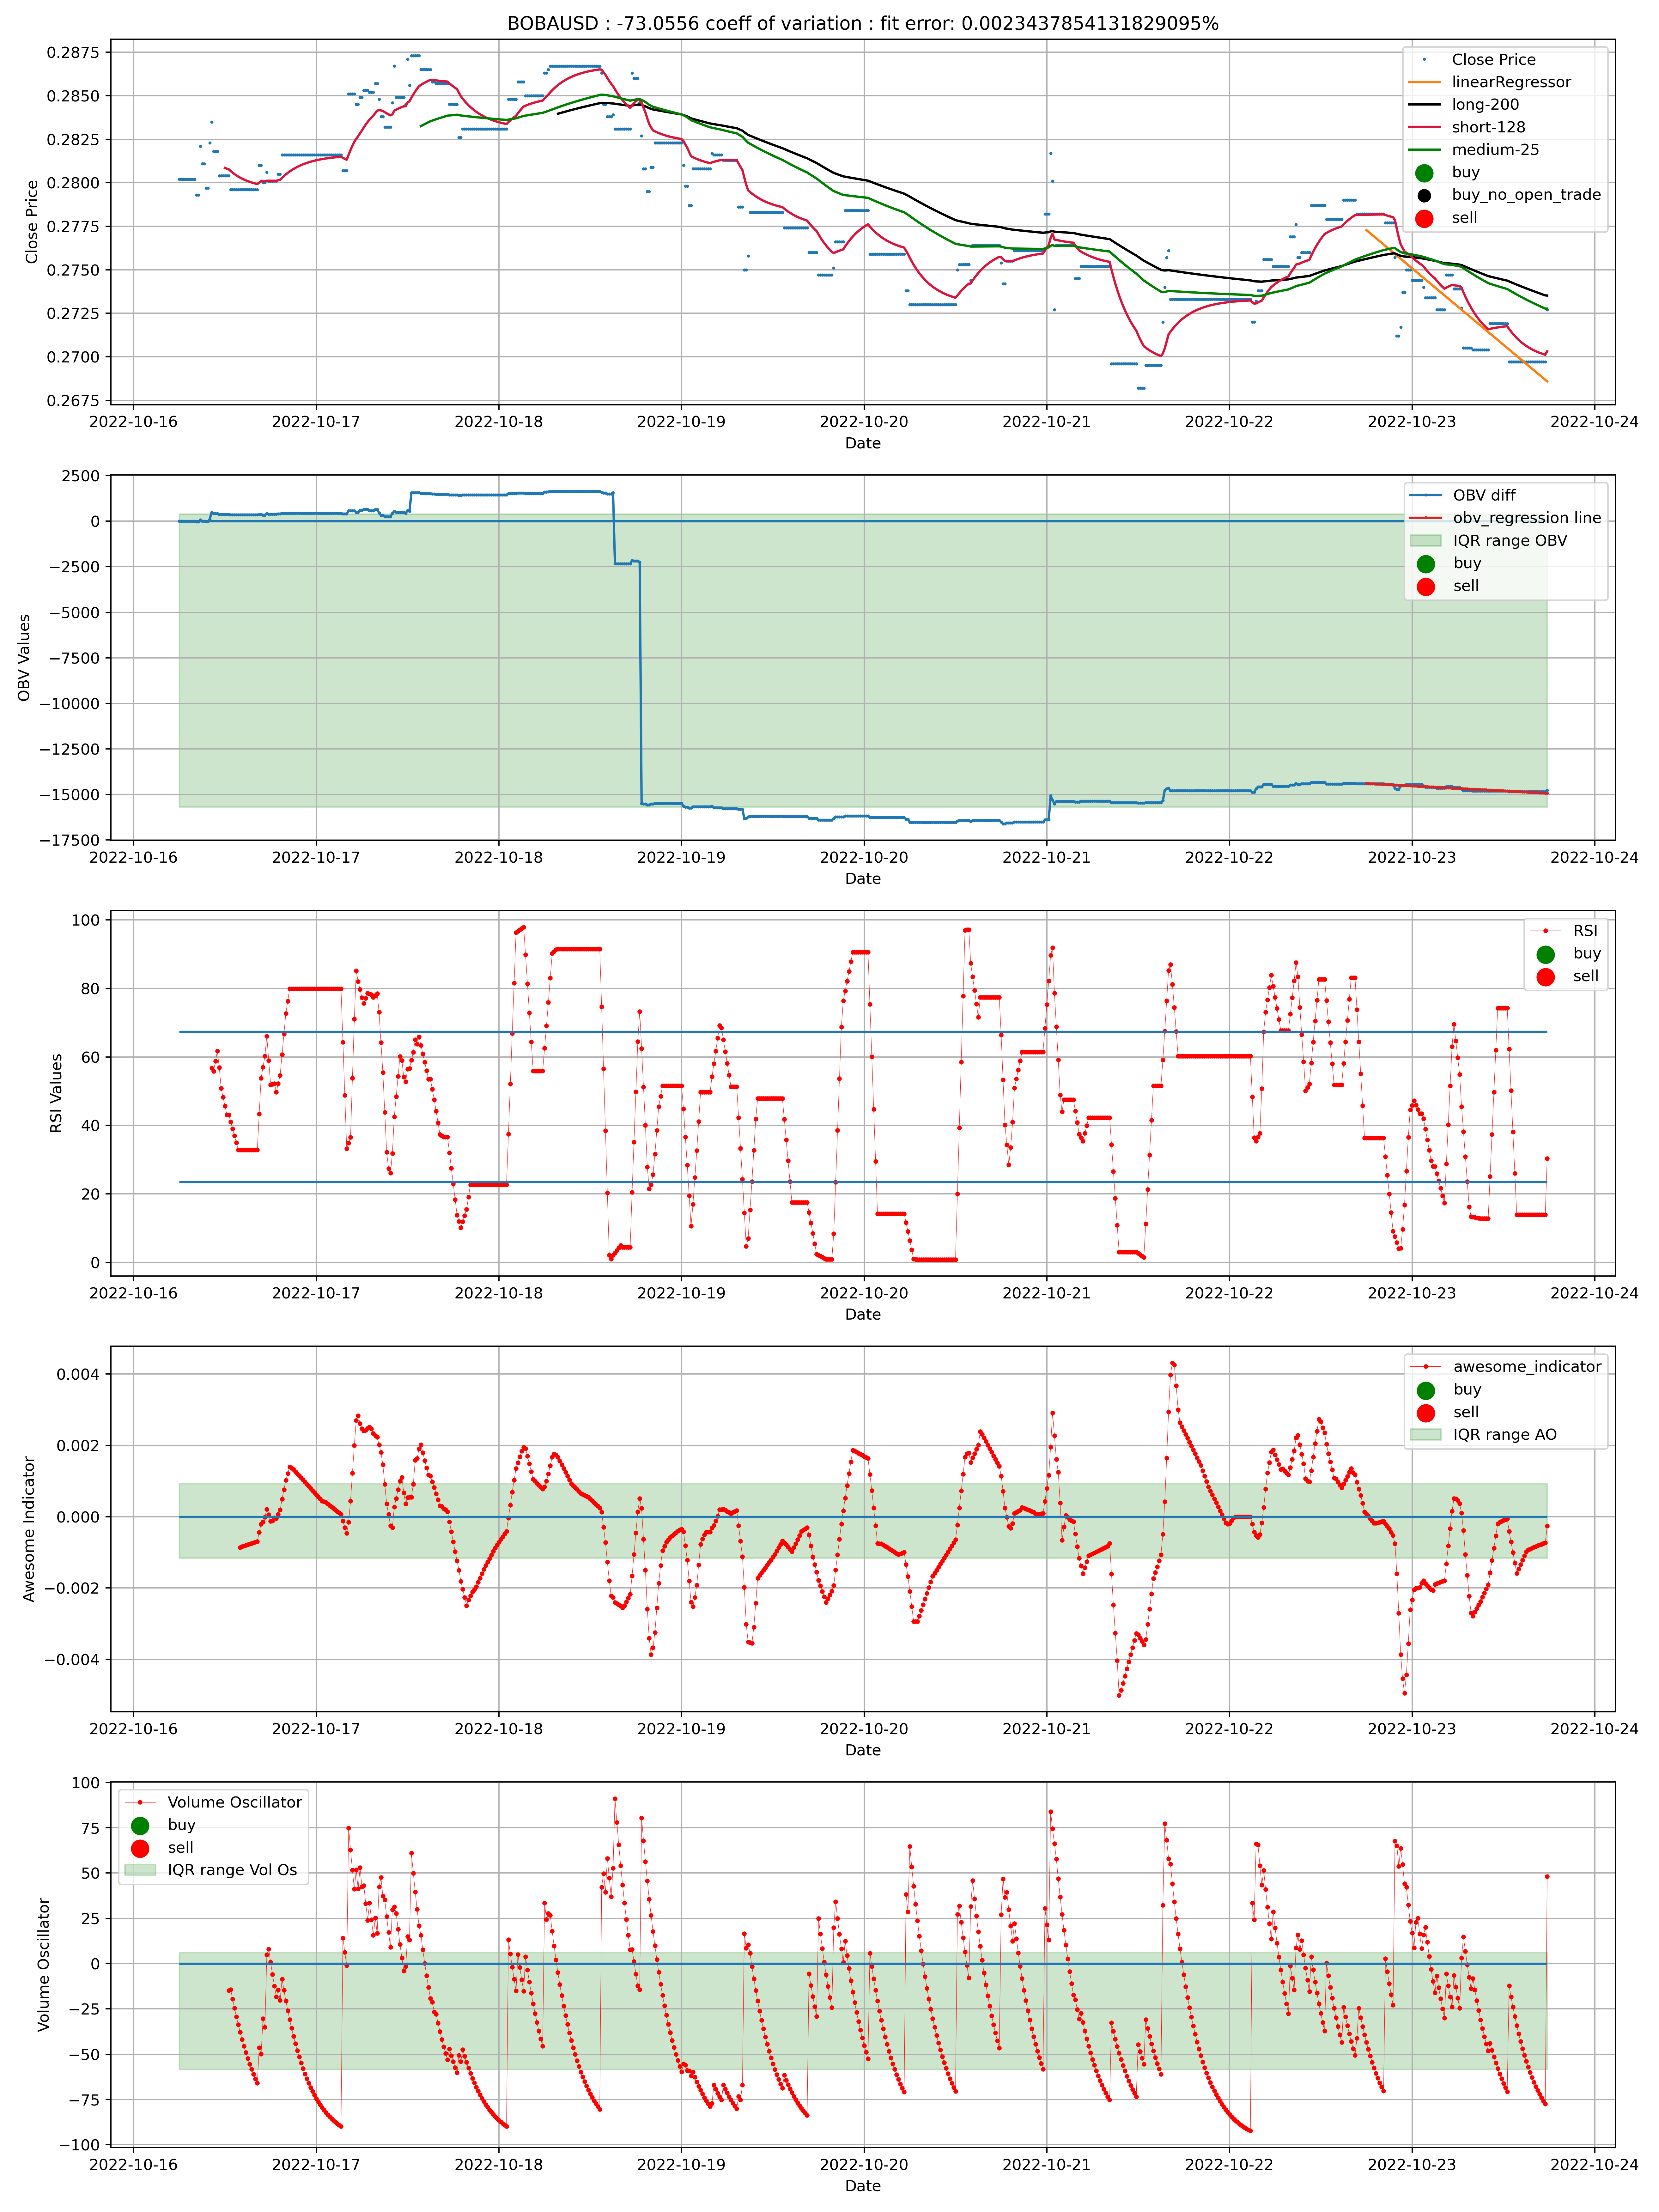 BOBAUSD : -73.0556 coeff of variation : fit error: 0.0023437854131829095%
Close Price
0.2875
0.2850
0.2825
0.2800
0.2775
0.2750
0.2725
0.2700
0.2675
Close Price
linearRegressor
long-200
short-128
medium-25
buy
buy_no_open_trade
sell
2022-10-16 2022-10-17 2022-10-18 2022-10-19 2022-10-20 2022-10-21 2022-10-22 2022-10-23 2022-10-24
Date
OBV Values
2500
0
−2500
−5000
−7500
−10000
−12500
−15000
−17500
OBV diff
obv_regression line
IQR range OBV
buy
sell
2022-10-16 2022-10-17 2022-10-18 2022-10-19 2022-10-20 2022-10-21 2022-10-22 2022-10-23 2022-10-24
Date
RSI Values
100
80
60
40
20
0
RSI
buy
sell
2022-10-16 2022-10-17 2022-10-18 2022-10-19 2022-10-20 2022-10-21 2022-10-22 2022-10-23 2022-10-24
Date
Awesome Indicator
0.004
0.002
0.000
−0.002
−0.004
awesome_indicator
buy
sell
IQR range AO
2022-10-16 2022-10-17 2022-10-18 2022-10-19 2022-10-20 2022-10-21 2022-10-22 2022-10-23 2022-10-24
Date
Volume Oscillator
100
75
50
25
0
−25
−50
−75
−100
Volume Oscillator
buy
sell
IQR range Vol Os
2022-10-16 2022-10-17 2022-10-18 2022-10-19 2022-10-20 2022-10-21 2022-10-22 2022-10-23 2022-10-24
Date